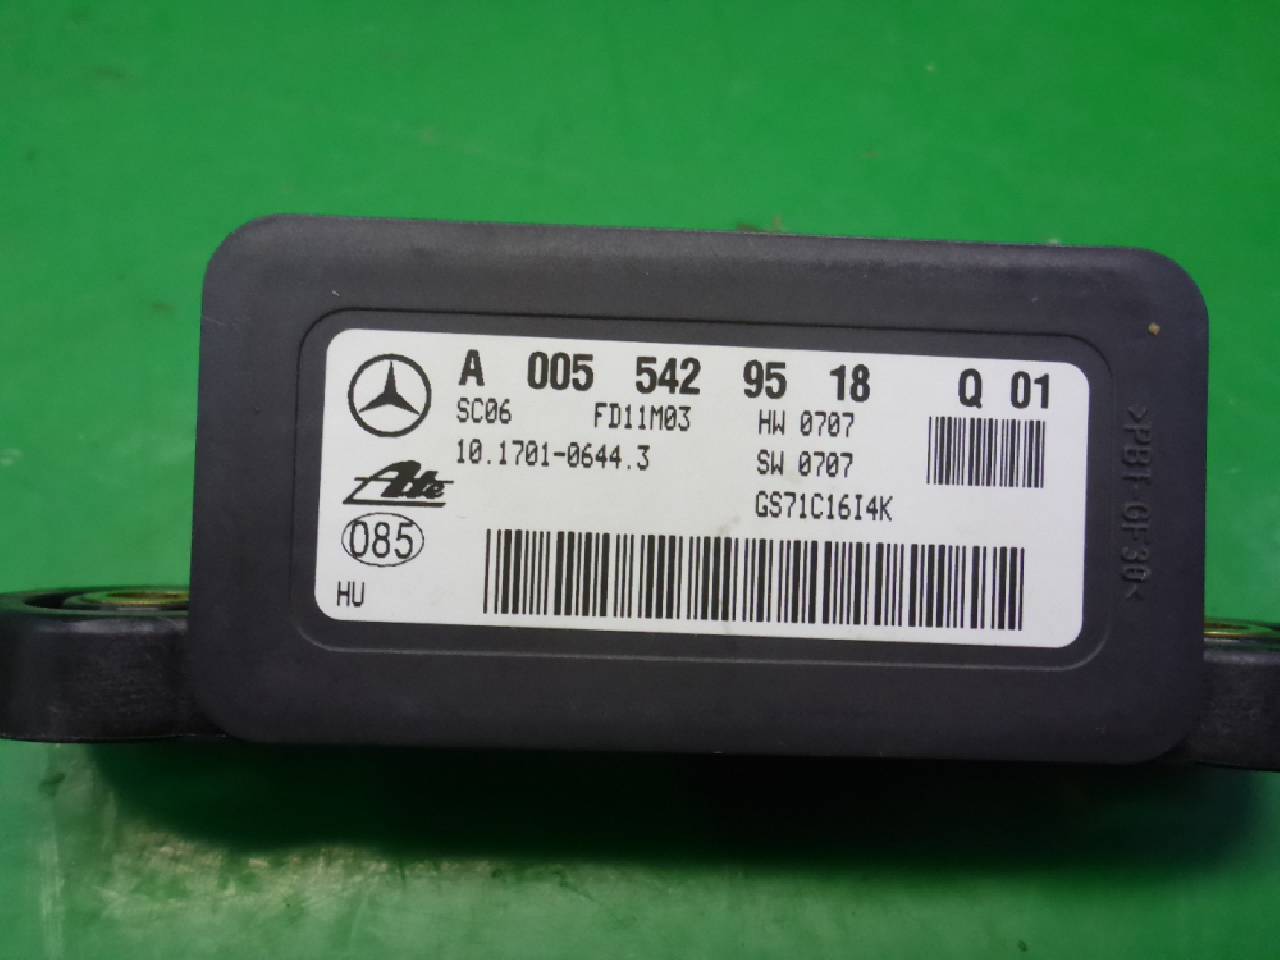 A 005 542 95 18 Q 01
SC06 FD11M03 HW 0707
10.1701-0644.3 SW 0707
Ate GS71C16I4K
085
HU
>PBT-GF30<